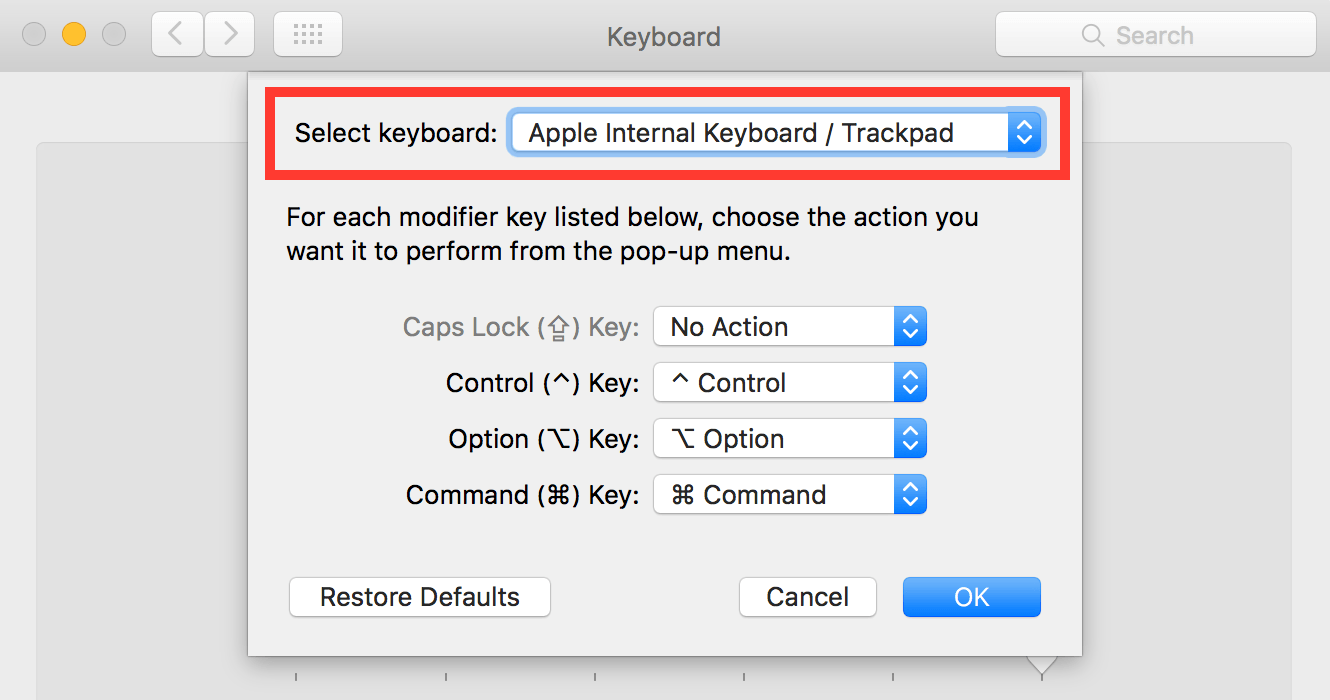 Keyboard
Search
Select keyboard: Apple Internal Keyboard / Trackpad
For each modifier key listed below, choose the action you
want it to perform from the pop-up menu.
Caps Lock (⇪) Key: No Action
Control (^) Key: ^ Control
Option (⌥) Key: ⌥ Option
Command (⌘) Key: ⌘ Command
Restore Defaults Cancel OK